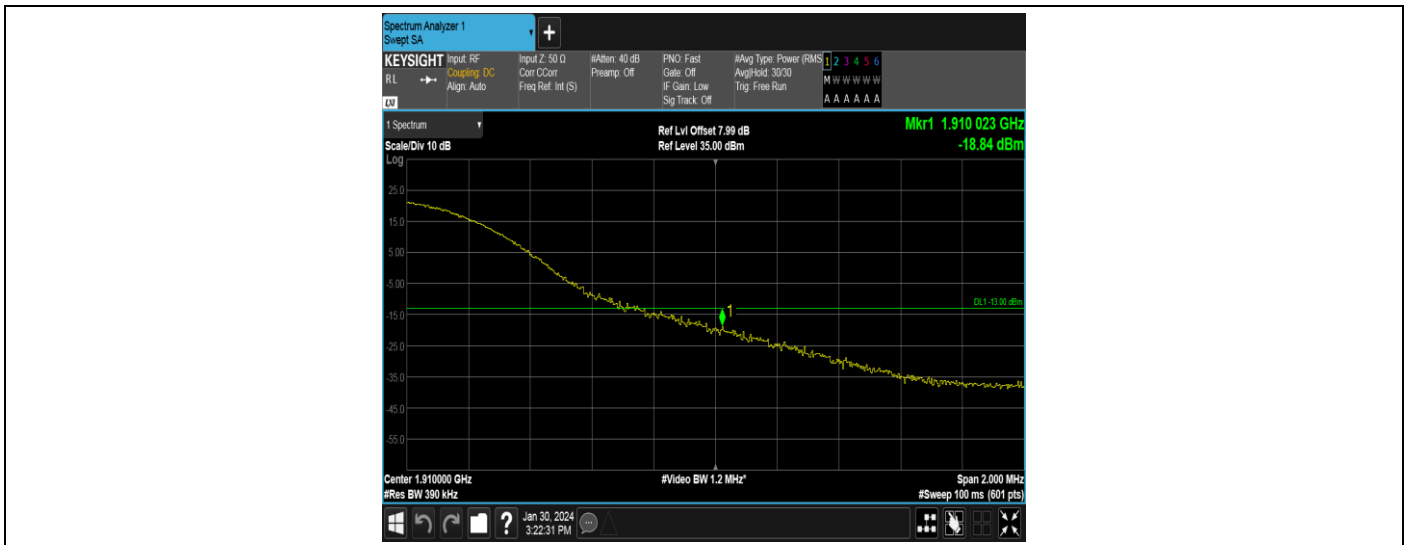 Spectrum Analyzer 1
Swept SA
+
KEYSIGHT Input: RF Input Z: 50 Ω #Atten: 40 dB PNO: Fast #Avg Type: Power (RMS 1 2 3 4 5 6
RL Coupling: DC Corr CCorr Preamp: Off Gate: Off Avg|Hold: 30/30 M W W W W W
Align: Auto Freq Ref: Int (S) IF Gain: Low Trig: Free Run
LXI Sig Track: Off A A A A A A
1 Spectrum Ref Lvl Offset 7.99 dB Mkr1 1.910 023 GHz
Scale/Div 10 dB Ref Level 35.00 dBm -18.84 dBm
Log
25.0
15.0
5.00
-5.00
DL1 -13.00 dBm
1
-15.0
-25.0
-35.0
-45.0
-55.0
Center 1.910000 GHz #Video BW 1.2 MHz* Span 2.000 MHz
#Res BW 390 kHz #Sweep 100 ms (601 pts)
? Jan 30, 2024
3:22:31 PM